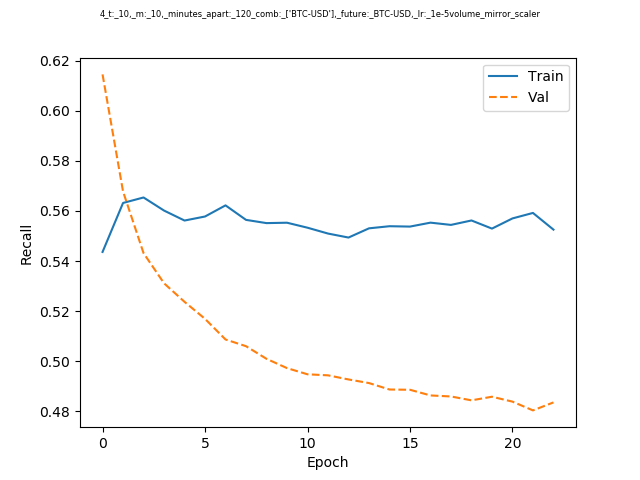 4_t:_10,_m:_10,_minutes_apart:_120_comb:_['BTC-USD'],_future:_BTC-USD,_lr:_1e-5volume_mirror_scaler
0.62
0.60
0.58
0.56
0.54
0.52
0.50
0.48
Recall
Train
Val
0
5
10
15
20
Epoch